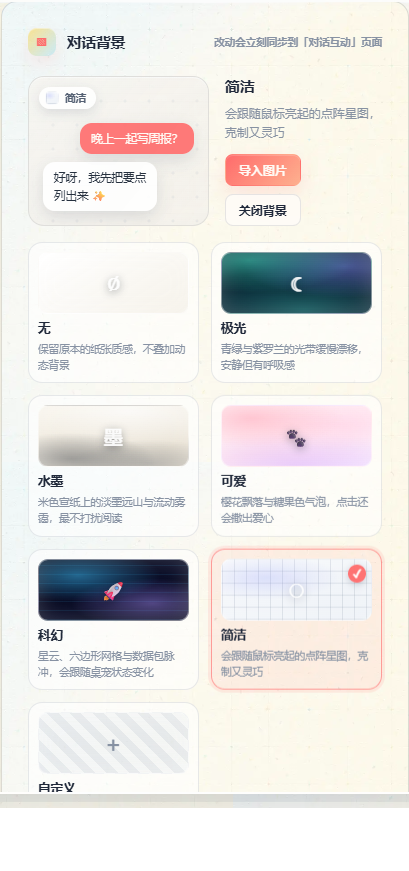 对话背景
改动会立刻同步到「对话互动」页面
简洁
晚上一起写周报？
好呀，我先把要点
列出来 ✨
简洁
会跟随鼠标亮起的点阵星图，
克制又灵巧
导入图片
关闭背景
Ø
无
保留原本的纸张质感，不叠加动
态背景
极光
青绿与紫罗兰的光带缓慢漂移，
安静但有呼吸感
墨
水墨
米色宣纸上的淡墨远山与流动雾
霭，最不打扰阅读
可爱
樱花飘落与糖果色气泡，点击还
会撒出爱心
科幻
星云、六边形网格与数据包脉
冲，会跟随桌宠状态变化
简洁
会跟随鼠标亮起的点阵星图，克
制又灵巧
+
自定义